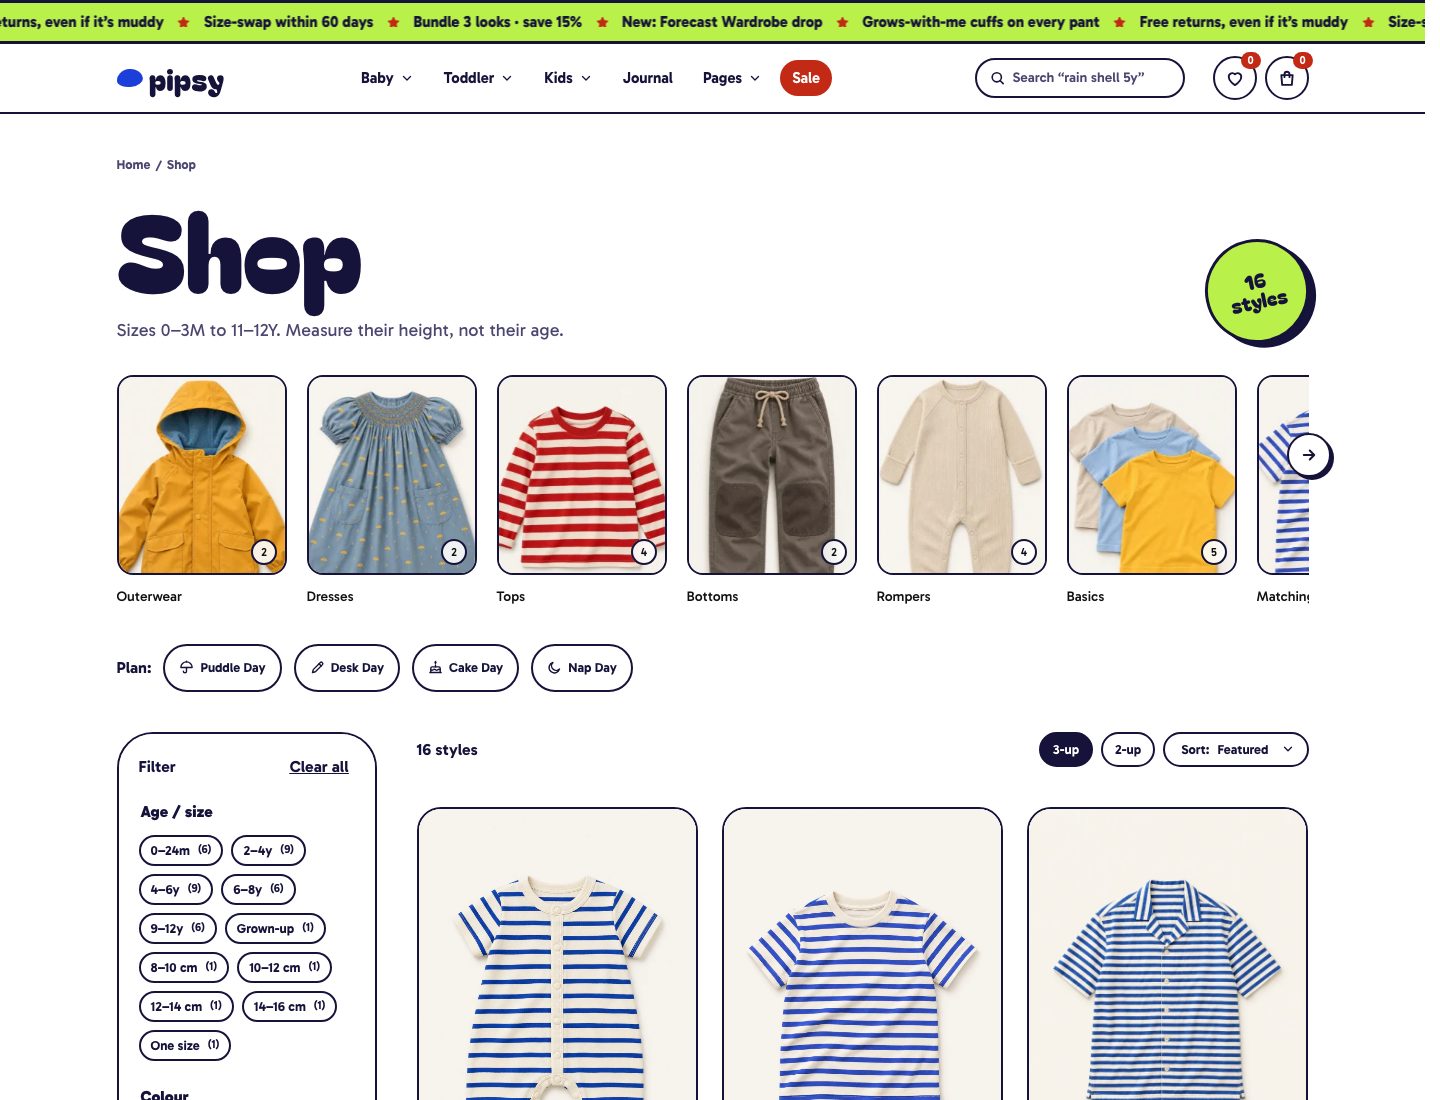 eturns, even if it’s muddy ★ Size-swap within 60 days ★ Bundle 3 looks · save 15% ★ New: Forecast Wardrobe drop ★ Grows-with-me cuffs on every pant ★ Free returns, even if it’s muddy ★ Size-s
pipsy
Baby Toddler Kids Journal Pages Sale
Search “rain shell 5y”
0 0
Home / Shop
Shop
Sizes 0–3M to 11–12Y. Measure their height, not their age.
16
styles
2 2 4 2 4 5
Outerwear Dresses Tops Bottoms Rompers Basics Matching
Plan: Puddle Day Desk Day Cake Day Nap Day
Filter Clear all
Age / size
0–24m (6) 2–4y (9)
4–6y (9) 6–8y (6)
9–12y (6) Grown-up (1)
8–10 cm (1) 10–12 cm (1)
12–14 cm (1) 14–16 cm (1)
One size (1)
Colour
16 styles
3-up 2-up Sort: Featured